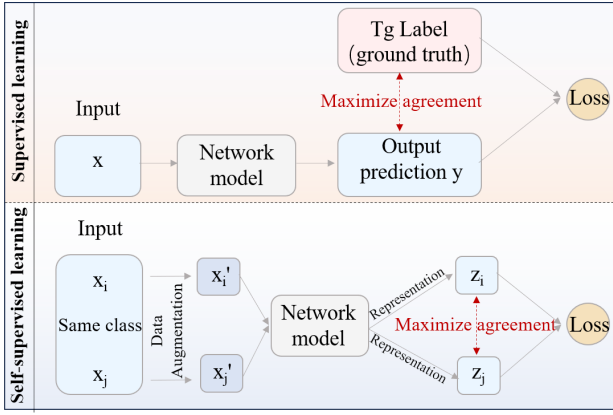 Supervised learning
Input
x
Network
model
Tg Label
(ground truth)
Maximize agreement
Output
prediction y
Loss
Self-supervised learning
Input
xᵢ
Same class
xⱼ
Data
Augmentation
xᵢ'
xⱼ'
Network
model
Representation
Representation
zᵢ
Maximize agreement
zⱼ
Loss